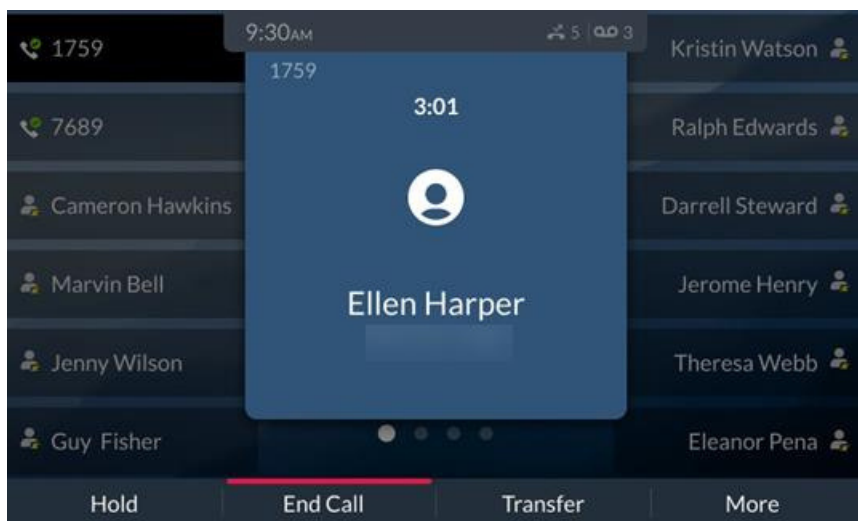 9:30AM 5 3
1759
7689
Cameron Hawkins
Marvin Bell
Jenny Wilson
Guy Fisher
1759
3:01
Ellen Harper
Kristin Watson
Ralph Edwards
Darrell Steward
Jerome Henry
Theresa Webb
Eleanor Pena
Hold End Call Transfer More